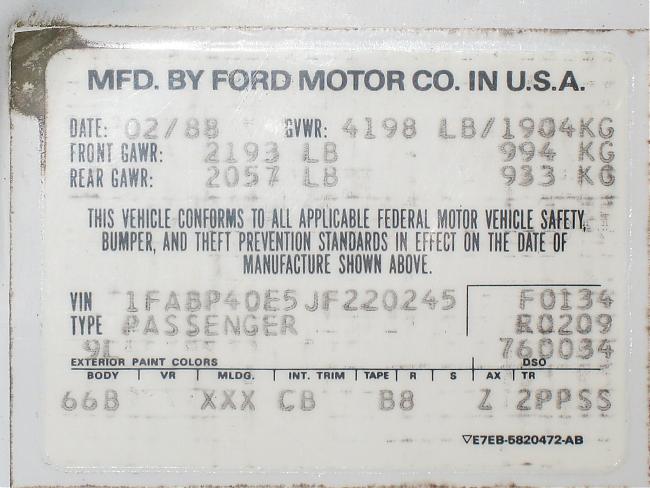 MFD. BY FORD MOTOR CO. IN U.S.A.
DATE: 02/88 GVWR: 4198 LB/1904KG
FRONT GAWR: 2193 LB 994 KG
REAR GAWR: 2057 LB 933 KG
THIS VEHICLE CONFORMS TO ALL APPLICABLE FEDERAL MOTOR VEHICLE SAFETY,
BUMPER, AND THEFT PREVENTION STANDARDS IN EFFECT ON THE DATE OF
MANUFACTURE SHOWN ABOVE.
VIN 1FABP40E5JF220245 F0134
TYPE PASSENGER R0209
9L 760034
EXTERIOR PAINT COLORS DSO
BODY VR MLDG. INT. TRIM TAPE R S AX TR
66B XXX CB B8 Z 2PPSS
▽E7EB-5820472-AB